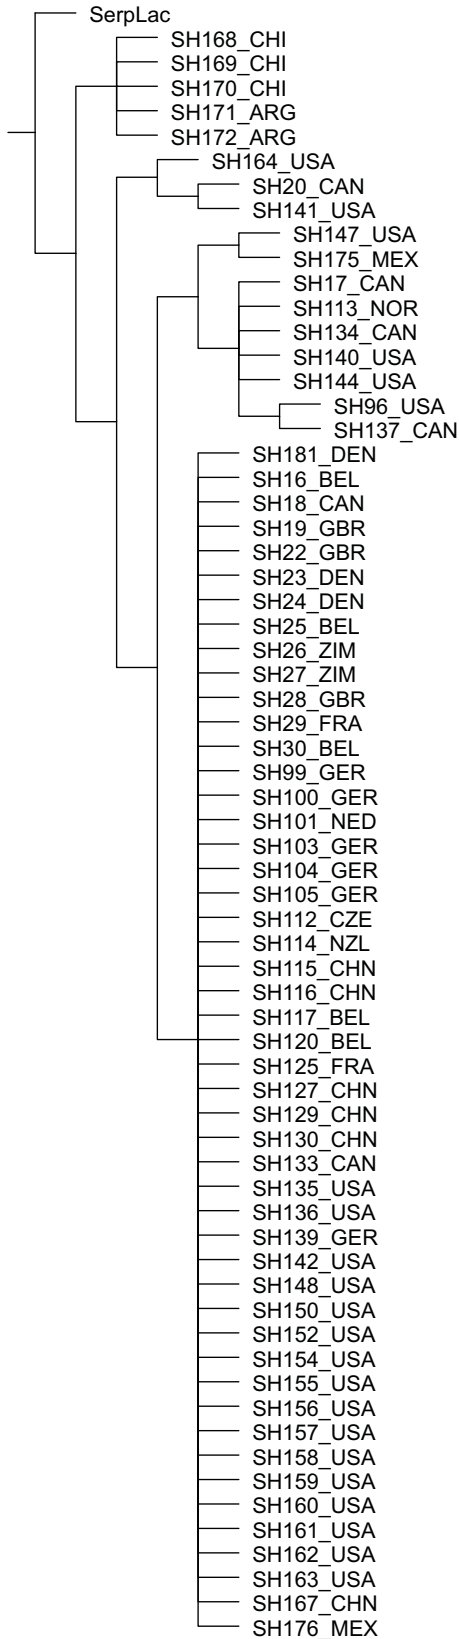 SerpLac
SH168_CHI
SH169_CHI
SH170_CHI
SH171_ARG
SH172_ARG
SH164_USA
SH20_CAN
SH141_USA
SH147_USA
SH175_MEX
SH17_CAN
SH113_NOR
SH134_CAN
SH140_USA
SH144_USA
SH96_USA
SH137_CAN
SH181_DEN
SH16_BEL
SH18_CAN
SH19_GBR
SH22_GBR
SH23_DEN
SH24_DEN
SH25_BEL
SH26_ZIM
SH27_ZIM
SH28_GBR
SH29_FRA
SH30_BEL
SH99_GER
SH100_GER
SH101_NED
SH103_GER
SH104_GER
SH105_GER
SH112_CZE
SH114_NZL
SH115_CHN
SH116_CHN
SH117_BEL
SH120_BEL
SH125_FRA
SH127_CHN
SH129_CHN
SH130_CHN
SH133_CAN
SH135_USA
SH136_USA
SH139_GER
SH142_USA
SH148_USA
SH150_USA
SH152_USA
SH154_USA
SH155_USA
SH156_USA
SH157_USA
SH158_USA
SH159_USA
SH160_USA
SH161_USA
SH162_USA
SH163_USA
SH167_CHN
SH176_MEX